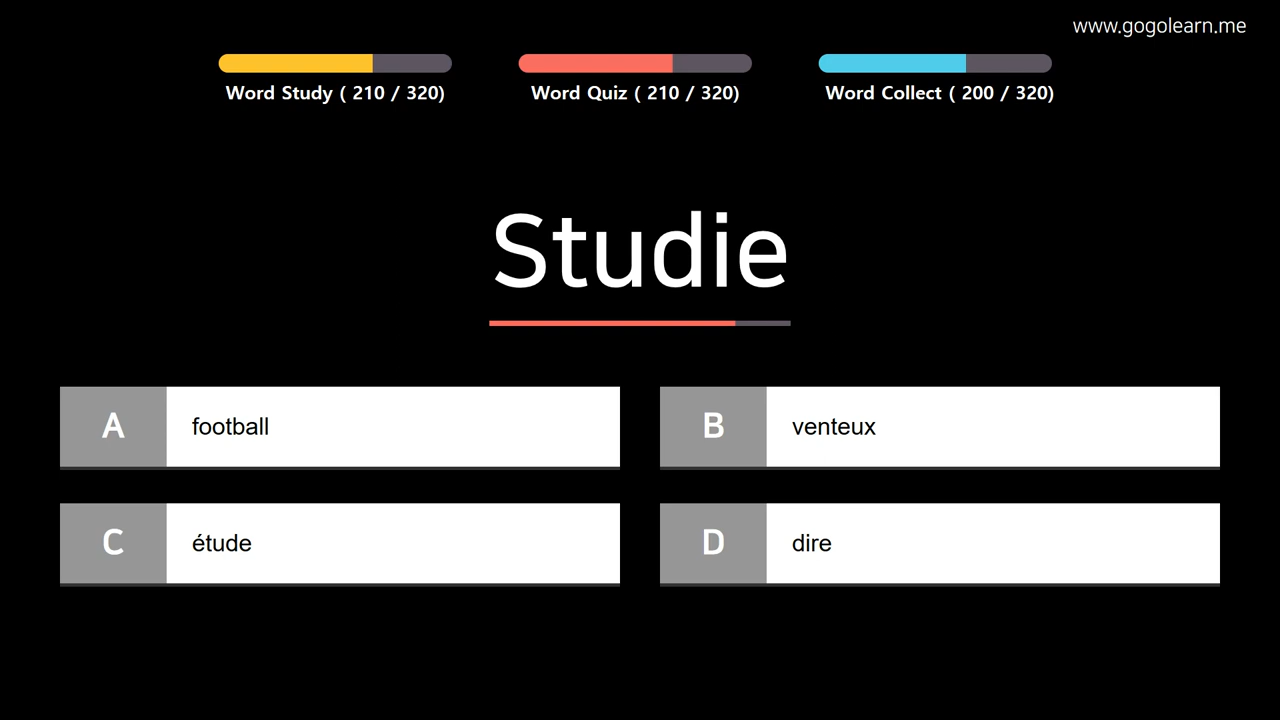 www.gogolearn.me
Word Study ( 210 / 320)
Word Quiz ( 210 / 320)
Word Collect ( 200 / 320)
Studie
A football
B venteux
C étude
D dire